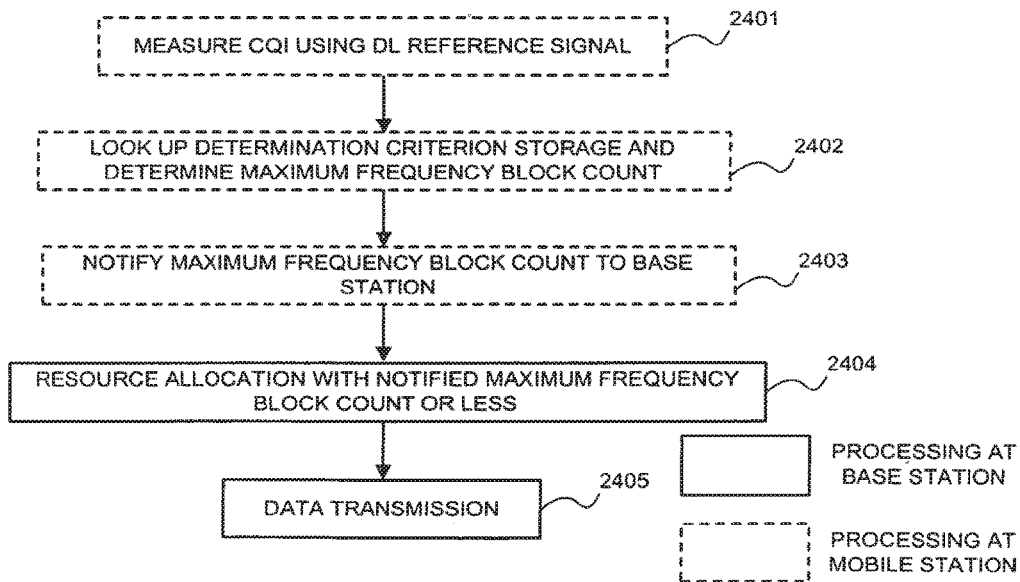 2401
MEASURE CQI USING DL REFERENCE SIGNAL
2402
LOOK UP DETERMINATION CRITERION STORAGE AND
DETERMINE MAXIMUM FREQUENCY BLOCK COUNT
2403
NOTIFY MAXIMUM FREQUENCY BLOCK COUNT TO BASE
STATION
2404
RESOURCE ALLOCATION WITH NOTIFIED MAXIMUM FREQUENCY
BLOCK COUNT OR LESS
2405
DATA TRANSMISSION
PROCESSING AT
BASE STATION
PROCESSING AT
MOBILE STATION